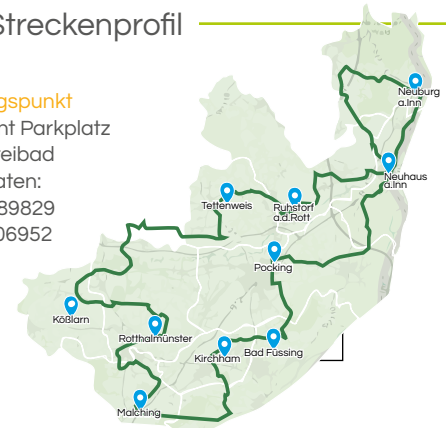 Streckenprofil
gspunkt
nt Parkplatz
eibad
aten:
89829
06952
Neuburg
a.Inn
Neuhaus
a.Inn
Tettenweis
Ruhstorf
a.d.Rott
Pocking
Kößlarn
Rotthalmünster
Kirchham
Bad Füssing
Malching